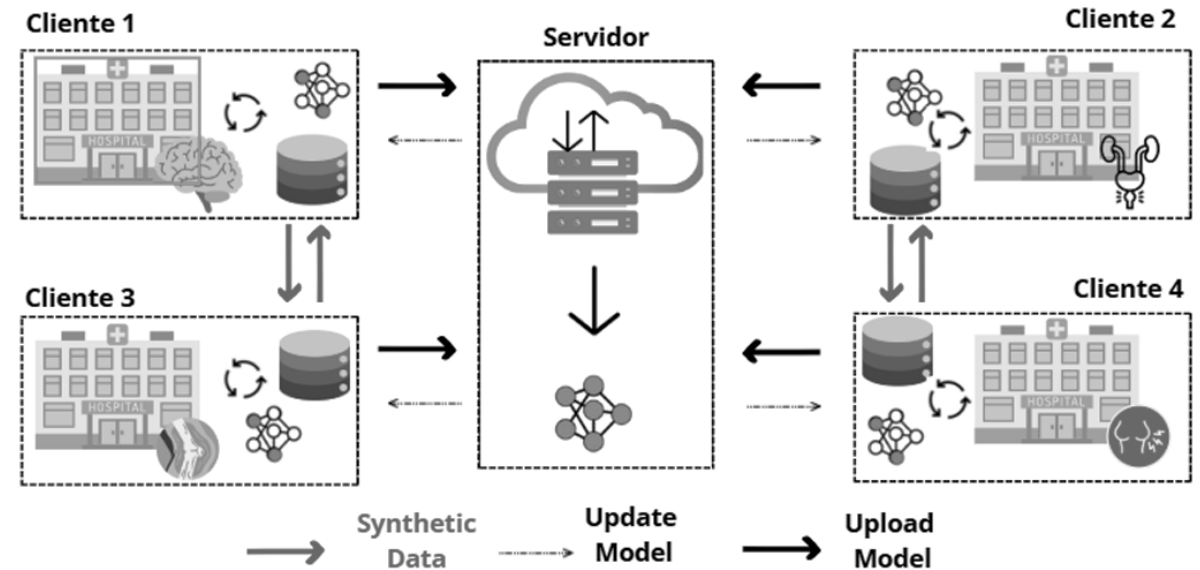 Cliente 1
Servidor
Cliente 2
HOSPITAL
HOSPITAL
Cliente 3
Cliente 4
HOSPITAL
HOSPITAL
Synthetic
Data
Update
Model
Upload
Model